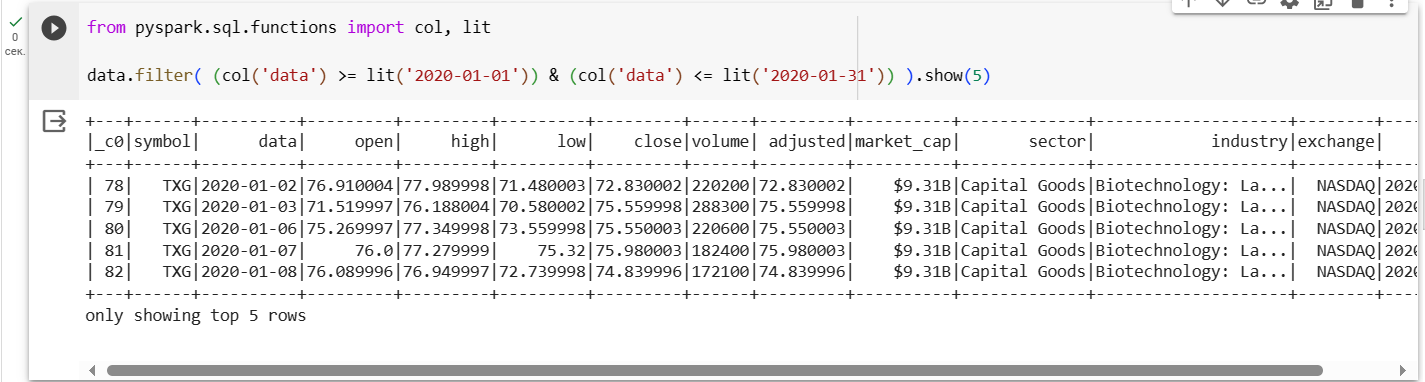 0
сек.
from pyspark.sql.functions import col, lit
data.filter( (col('data') >= lit('2020-01-01')) & (col('data') <= lit('2020-01-31')) ).show(5)
+---+------+----------+---------+---------+---------+---------+------+---------+----------+-------------+--------------------+--------+----
|_c0|symbol|      data|     open|     high|      low|    close|volume| adjusted|market_cap|       sector|            industry|exchange|
+---+------+----------+---------+---------+---------+---------+------+---------+----------+-------------+--------------------+--------+----
| 78|   TXG|2020-01-02|76.910004|77.989998|71.480003|72.830002|220200|72.830002|    $9.31B|Capital Goods|Biotechnology: La...|  NASDAQ|2020
| 79|   TXG|2020-01-03|71.519997|76.188004|70.580002|75.559998|288300|75.559998|    $9.31B|Capital Goods|Biotechnology: La...|  NASDAQ|2020
| 80|   TXG|2020-01-06|75.269997|77.349998|73.559998|75.550003|220600|75.550003|    $9.31B|Capital Goods|Biotechnology: La...|  NASDAQ|2020
| 81|   TXG|2020-01-07|     76.0|77.279999|    75.32|75.980003|182400|75.980003|    $9.31B|Capital Goods|Biotechnology: La...|  NASDAQ|2020
| 82|   TXG|2020-01-08|76.089996|76.949997|72.739998|74.839996|172100|74.839996|    $9.31B|Capital Goods|Biotechnology: La...|  NASDAQ|2020
+---+------+----------+---------+---------+---------+---------+------+---------+----------+-------------+--------------------+--------+----
only showing top 5 rows